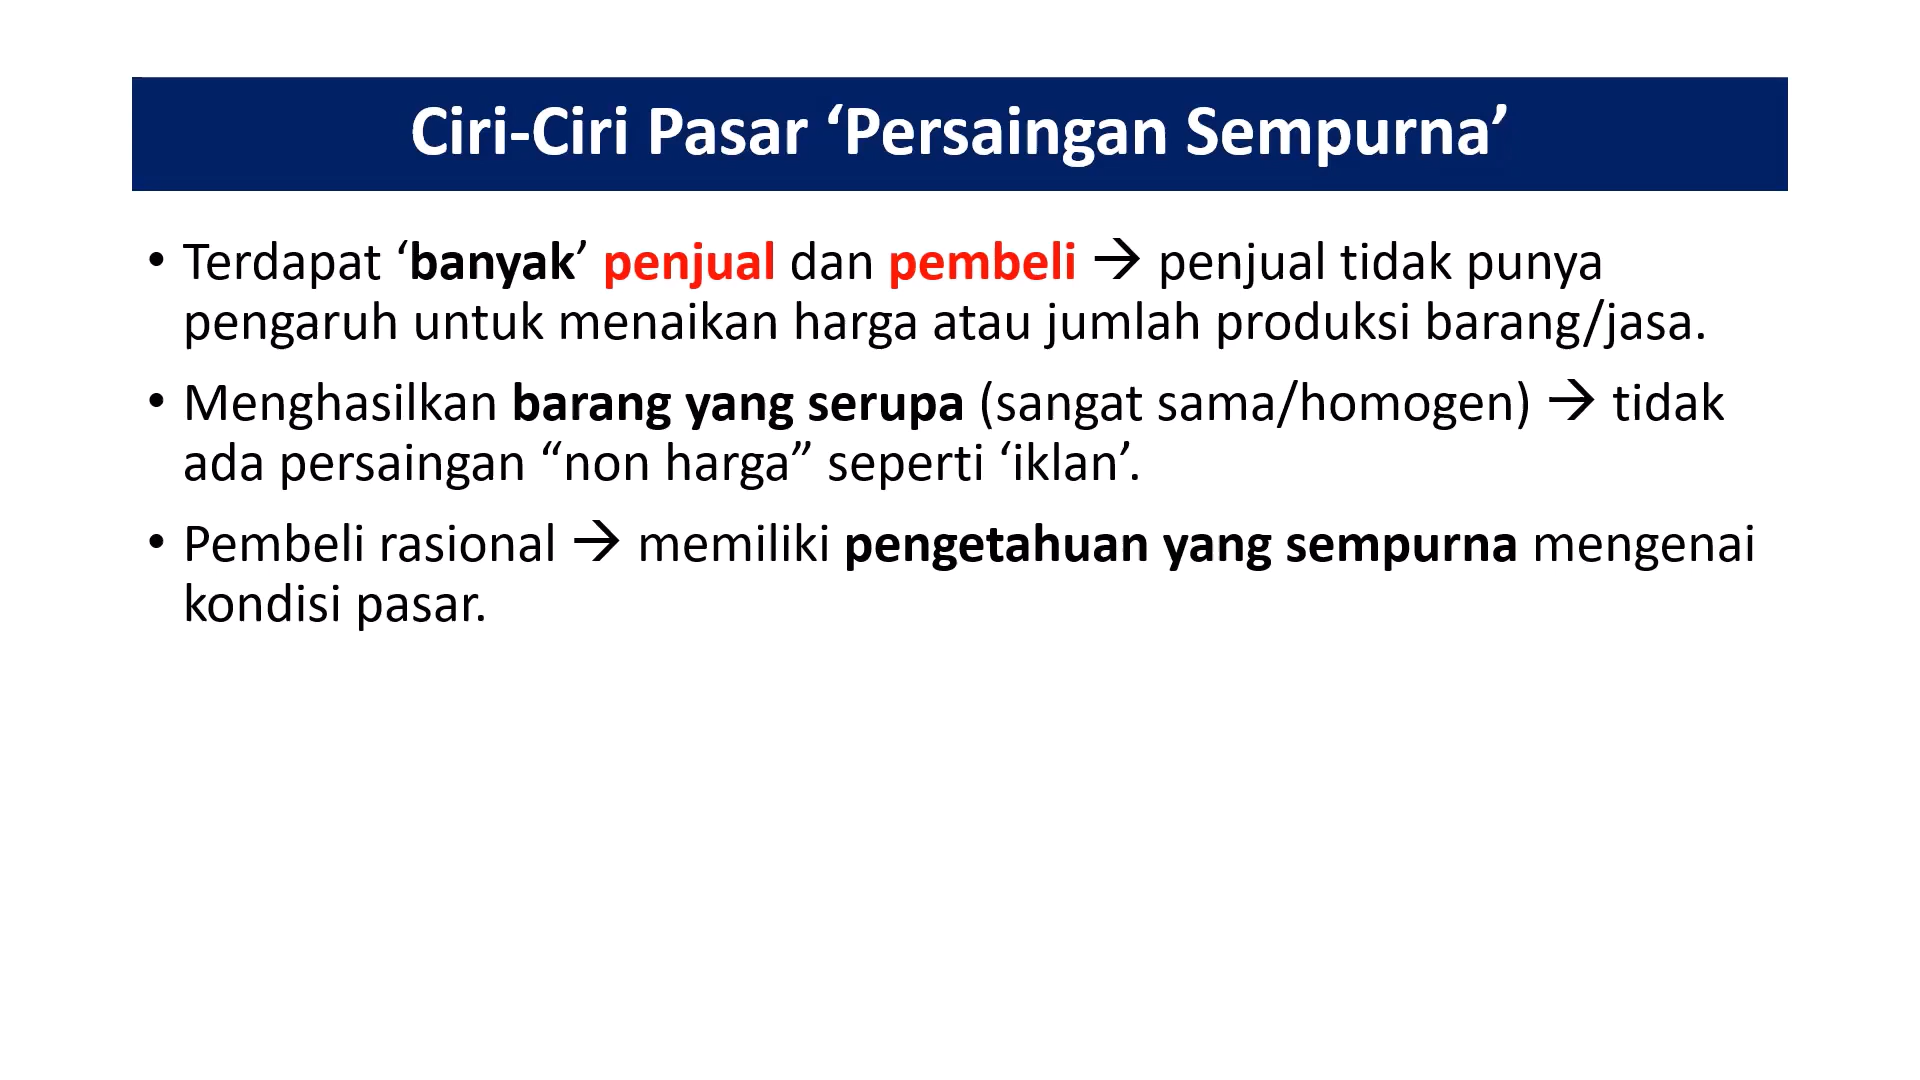 Ciri-Ciri Pasar ‘Persaingan Sempurna’
• Terdapat ‘banyak’ penjual dan pembeli → penjual tidak punya
pengaruh untuk menaikan harga atau jumlah produksi barang/jasa.
• Menghasilkan barang yang serupa (sangat sama/homogen) → tidak
ada persaingan “non harga” seperti ‘iklan’.
• Pembeli rasional → memiliki pengetahuan yang sempurna mengenai
kondisi pasar.